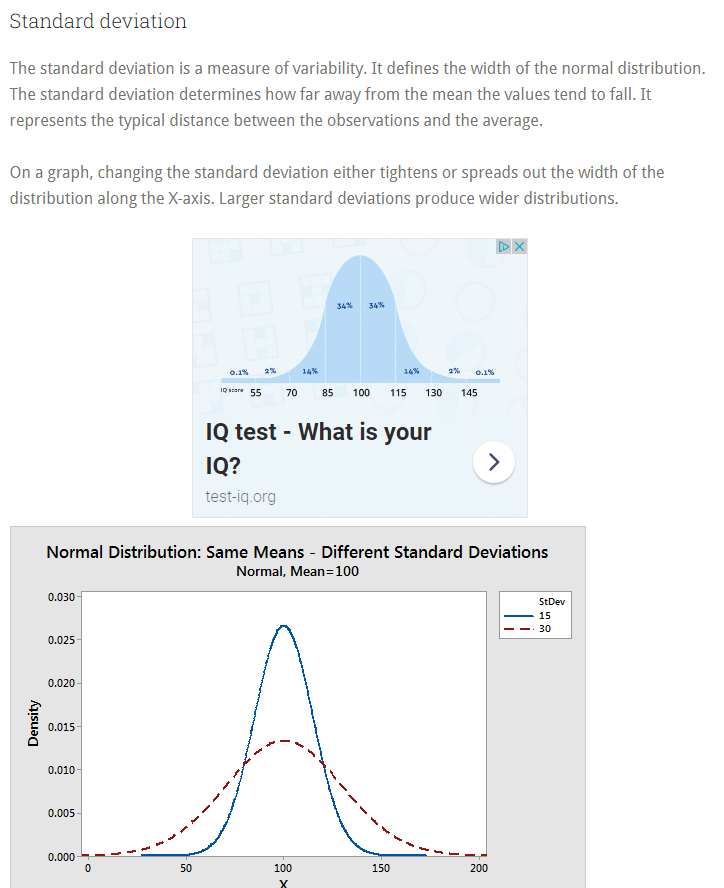 Standard deviation
The standard deviation is a measure of variability. It defines the width of the normal distribution.
The standard deviation determines how far away from the mean the values tend to fall. It
represents the typical distance between the observations and the average.
On a graph, changing the standard deviation either tightens or spreads out the width of the
distribution along the X-axis. Larger standard deviations produce wider distributions.
34% 34%
0.1% 2% 14% 14% 2% 0.1%
IQ score 55 70 85 100 115 130 145
IQ test - What is your
IQ?
test-iq.org
Normal Distribution: Same Means - Different Standard Deviations
Normal, Mean=100
StDev
15
30
0.030
0.025
0.020
0.015
0.010
0.005
0.000
Density
0 50 100 150 200
X